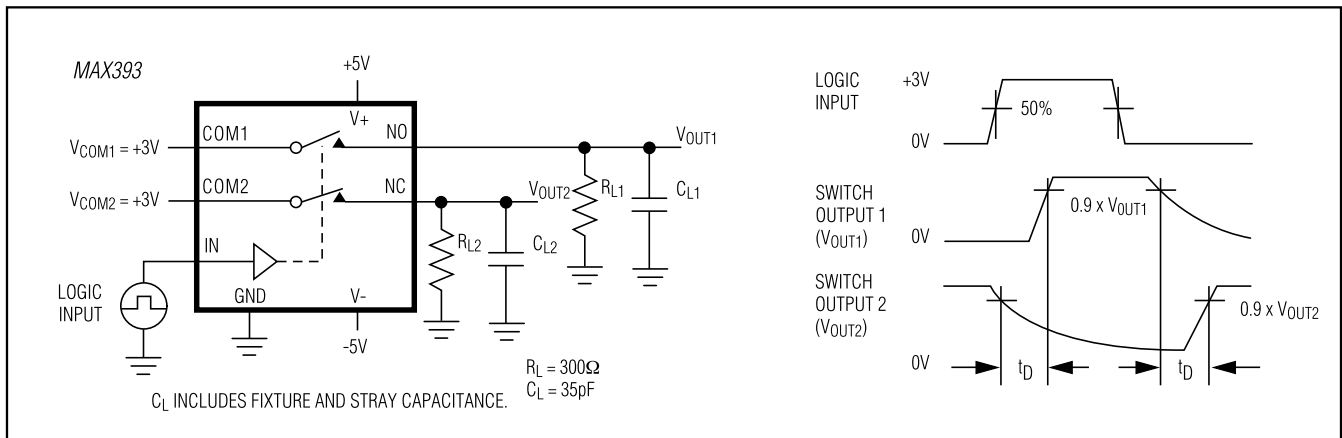 MAX393
+5V
V+
COM1
NO
VCOM1 = +3V
VOUT1
COM2
NC
VCOM2 = +3V
VOUT2
RL1
CL1
RL2
CL2
IN
LOGIC
INPUT
GND
V-
-5V
RL = 300Ω
CL = 35pF
CL INCLUDES FIXTURE AND STRAY CAPACITANCE.
LOGIC
INPUT
+3V
50%
0V
SWITCH
OUTPUT 1
(VOUT1)
0.9 x VOUT1
0V
SWITCH
OUTPUT 2
(VOUT2)
0.9 x VOUT2
0V
tD
tD